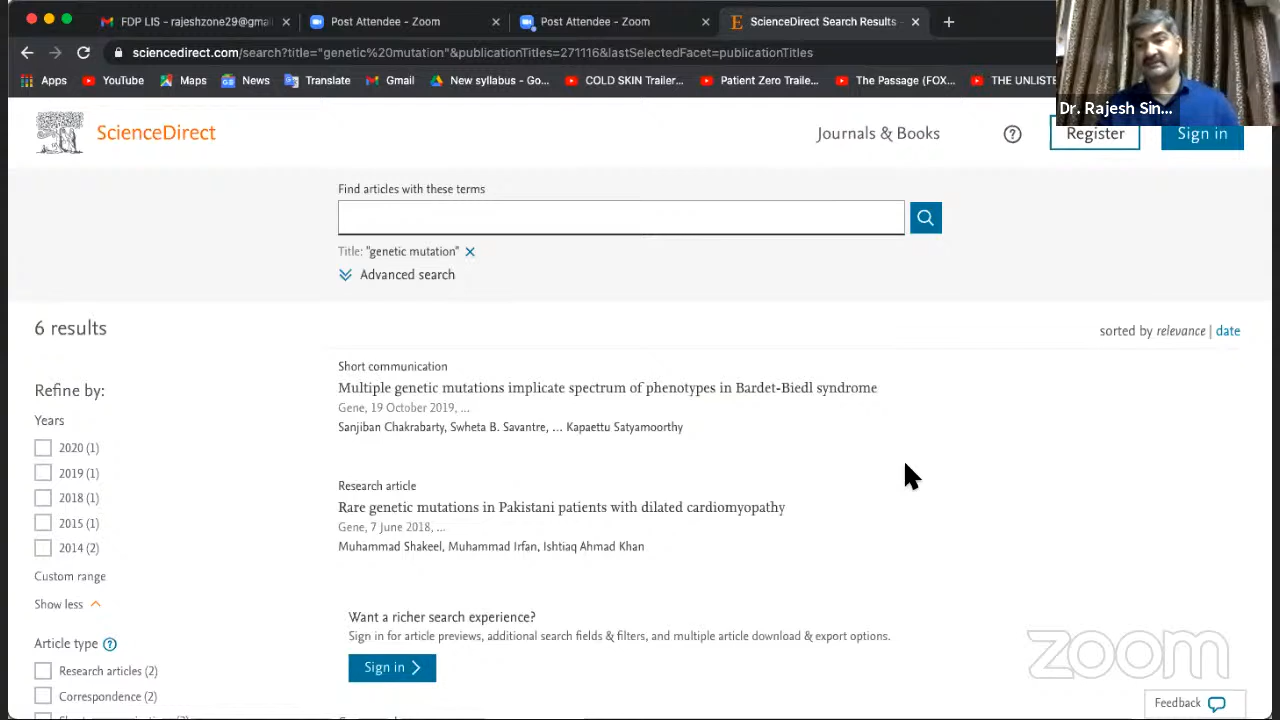 FDP LIS - rajeshzone29@gmai
Post Attendee - Zoom
Post Attendee - Zoom
ScienceDirect Search Results -
sciencedirect.com/search?title="genetic%20mutation"&publicationTitles=271116&lastSelectedFacet=publicationTitles
Apps
YouTube
Maps
News
Translate
Gmail
New syllabus - Go...
COLD SKIN Trailer...
Patient Zero Traile...
The Passage (FOX...
THE UNLISTE
Dr. Rajesh Sin...
ScienceDirect
Journals & Books
Register
Sign in
Find articles with these terms
Title: "genetic mutation"
Advanced search
6 results
sorted by relevance | date
Short communication
Multiple genetic mutations implicate spectrum of phenotypes in Bardet-Biedl syndrome
Gene, 19 October 2019, ...
Sanjiban Chakrabarty, Swheta B. Savantre, ... Kapaettu Satyamoorthy
Refine by:
Years
2020 (1)
2019 (1)
2018 (1)
2015 (1)
2014 (2)
Custom range
Show less
Article type
Research articles (2)
Correspondence (2)
Research article
Rare genetic mutations in Pakistani patients with dilated cardiomyopathy
Gene, 7 June 2018, ...
Muhammad Shakeel, Muhammad Irfan, Ishtiaq Ahmad Khan
Want a richer search experience?
Sign in for article previews, additional search fields & filters, and multiple article download & export options.
Sign in
zoom
Feedback